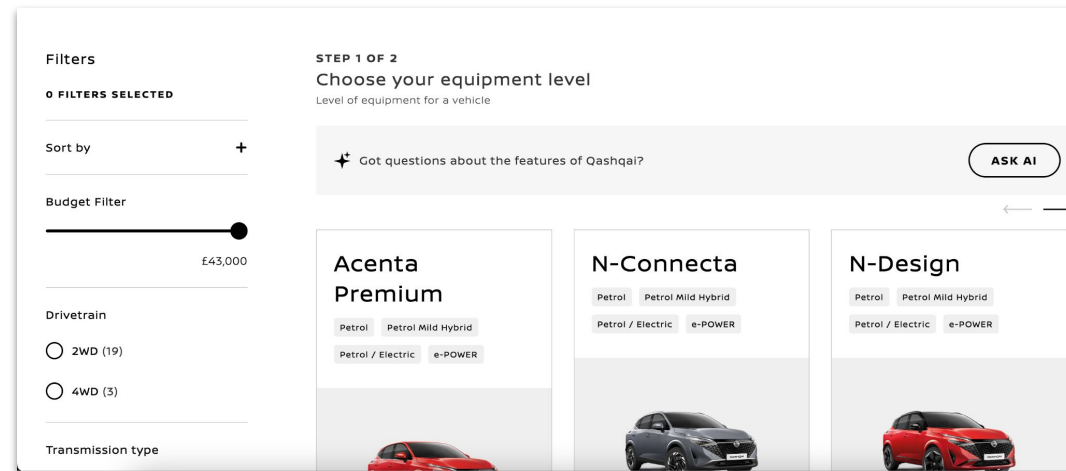 Filters
0 FILTERS SELECTED
Sort by
Budget Filter
£43,000
Drivetrain
2WD (19)
4WD (3)
Transmission type
STEP 1 OF 2
Choose your equipment level
Level of equipment for a vehicle
Got questions about the features of Qashqai?
ASK AI
Acenta
Premium
Petrol Petrol Mild Hybrid
Petrol / Electric e-POWER
N-Connecta
Petrol Petrol Mild Hybrid
Petrol / Electric e-POWER
N-Design
Petrol Petrol Mild Hybrid
Petrol / Electric e-POWER